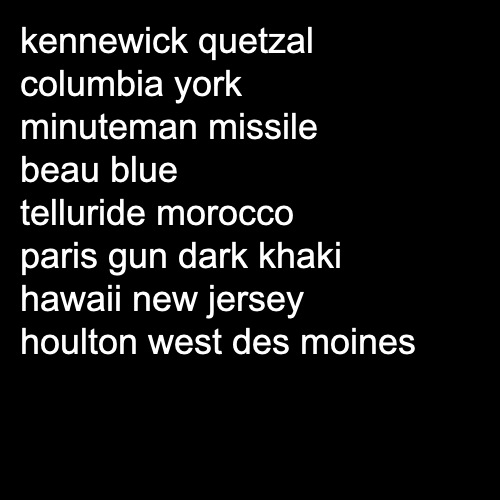 kennewick quetzal
columbia york
minuteman missile
beau blue
telluride morocco
paris gun dark khaki
hawaii new jersey
houlton west des moines